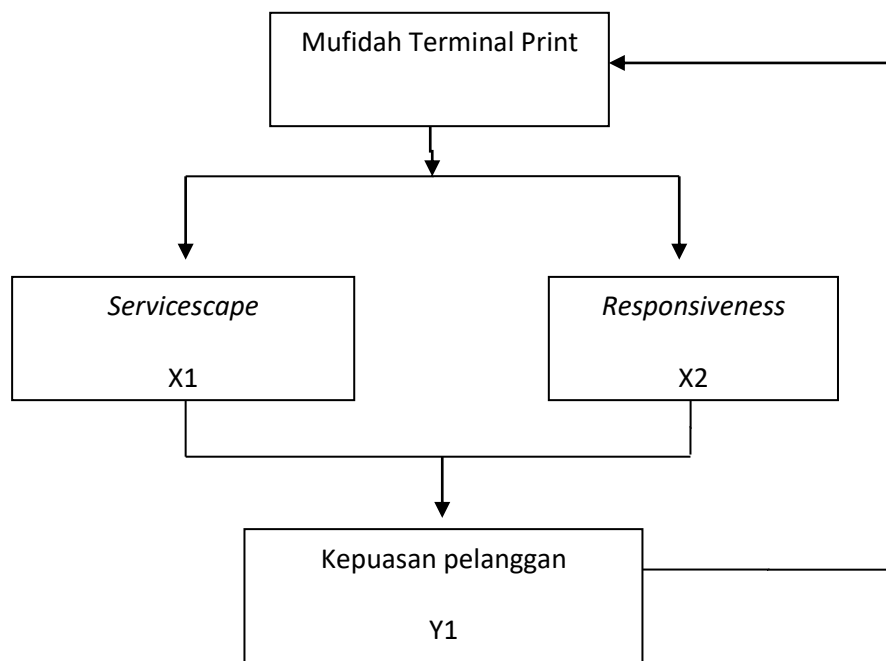 Mufidah Terminal Print
Servicescape
X1
Responsiveness
X2
Kepuasan pelanggan
Y1